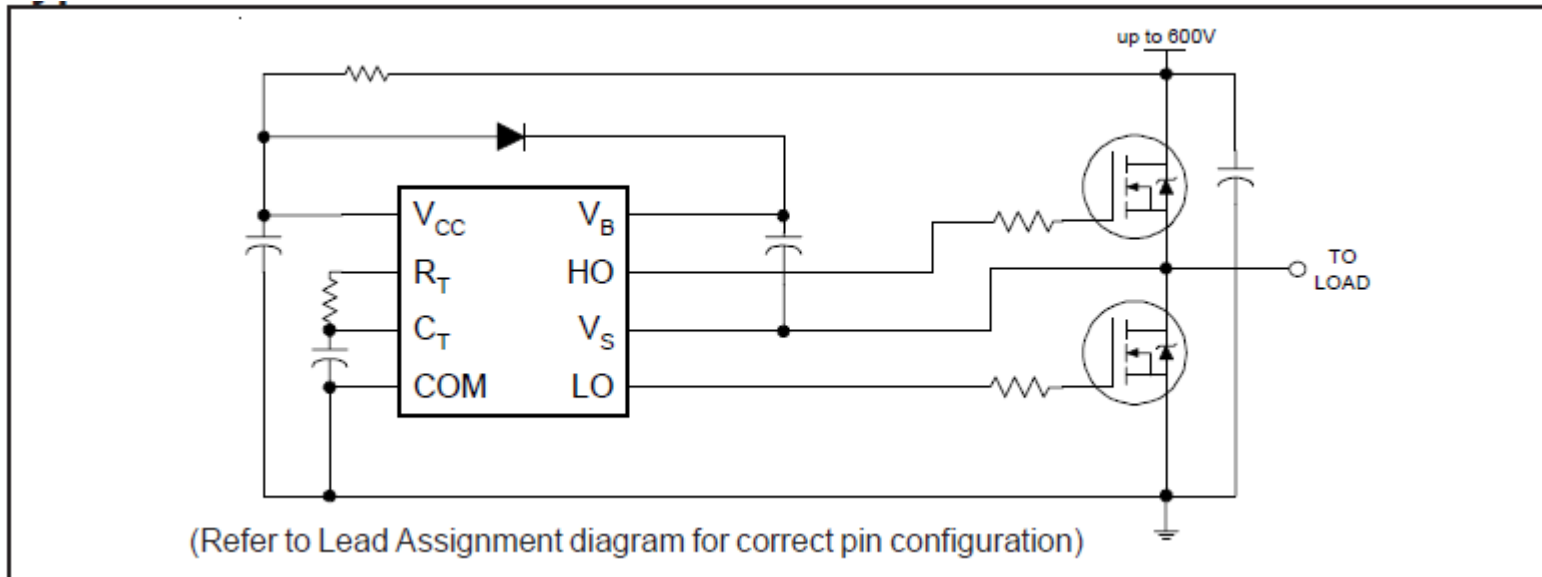 up to 600V
VCC
VB
RT
HO
CT
VS
COM
LO
TO
LOAD
(Refer to Lead Assignment diagram for correct pin configuration)